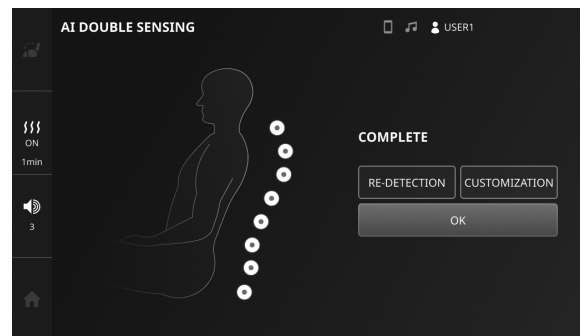 AI DOUBLE SENSING
USER1
ON
1min
3
COMPLETE
RE-DETECTION
CUSTOMIZATION
OK